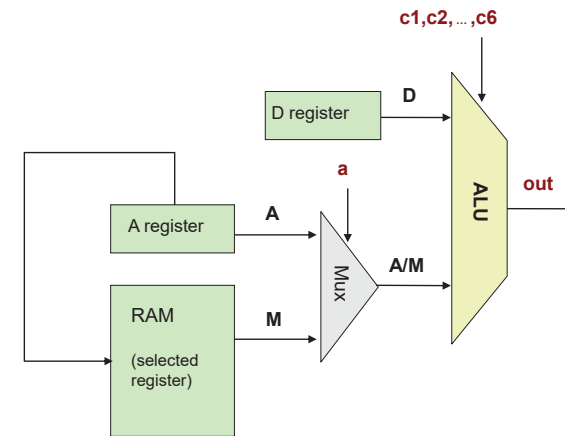 c1,c2, ... ,c6
D
D register
a
ALU
out
A
A register
Mux
A/M
RAM
M
(selected
register)